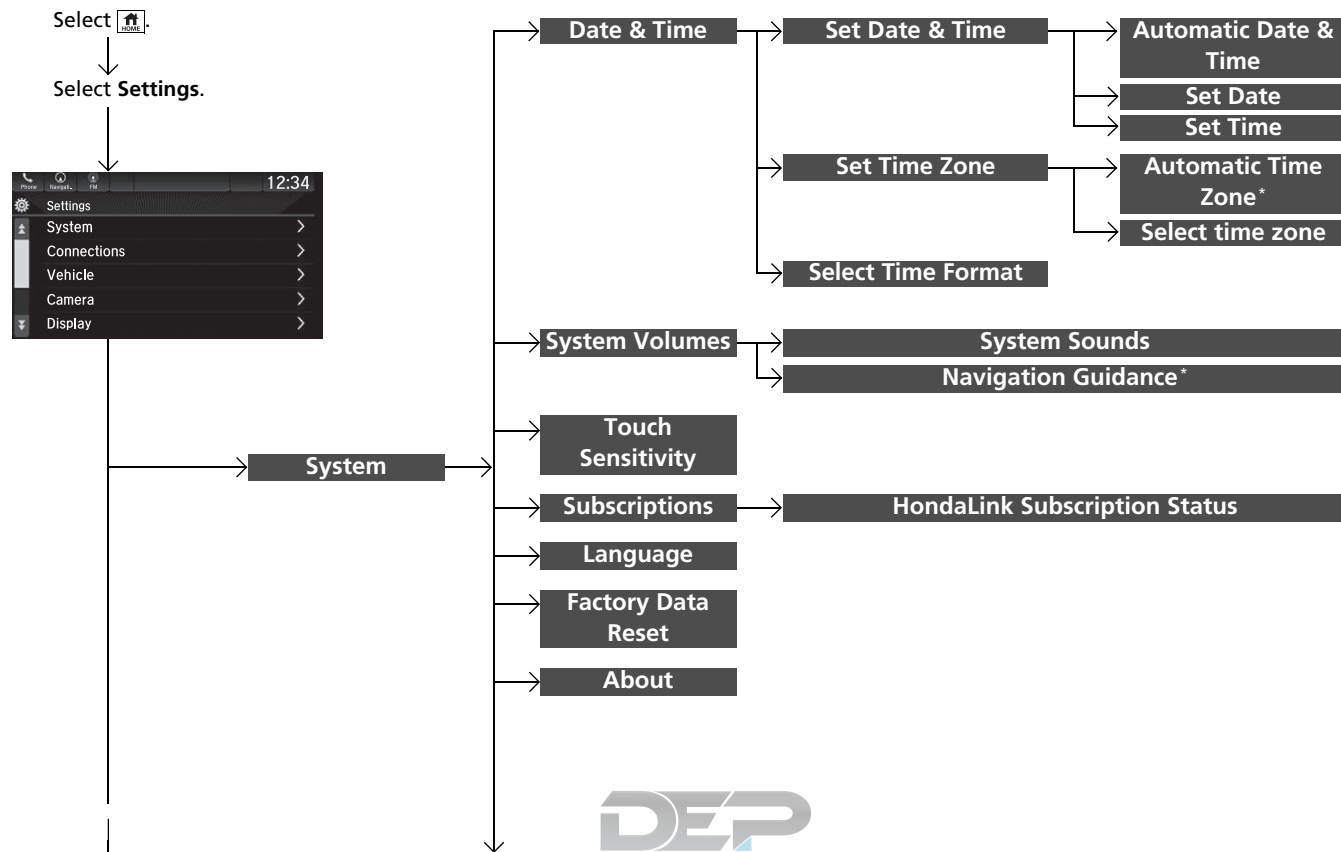 Select HOME.
Select Settings.
Phone Navigati.. FM 12:34
Settings
System
Connections
Vehicle
Camera
Display
System
Date & Time
Set Date & Time
Automatic Date &
Time
Set Date
Set Time
Set Time Zone
Automatic Time
Zone*
Select time zone
Select Time Format
System Volumes
System Sounds
Navigation Guidance*
Touch
Sensitivity
Subscriptions
HondaLink Subscription Status
Language
Factory Data
Reset
About
DEP